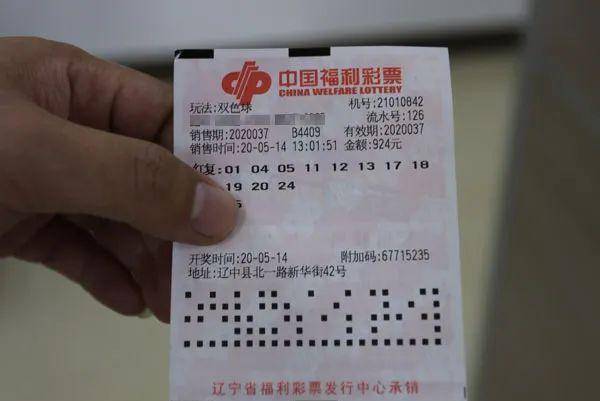 中国福利彩票
CHINA WELFARE LOTTERY
玩法:双色球 机号:21010842
流水号:126
销售期:2020037 B4409 有效期:2020037
销售时间:20-05-14 13:01:51 金额:924元
红复:01 04 05 11 12 13 17 18
19 20 24
开奖时间:20-05-14 附加码:67715235
地址:辽中县北一路新华街42号
辽宁省福利彩票发行中心承销